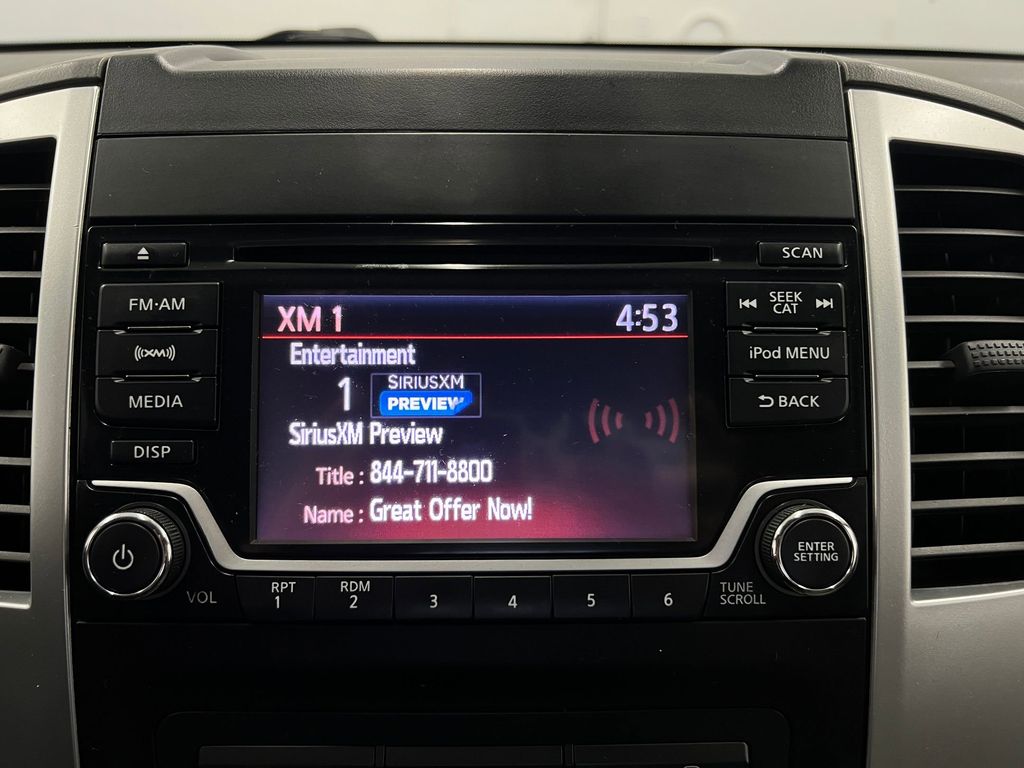 SCAN
FM·AM
XM
MEDIA
DISP
XM 1 4:53
Entertainment
1 SIRIUSXM
PREVIEW
SiriusXM Preview
Title : 844-711-8800
Name : Great Offer Now!
SEEK
CAT
iPod MENU
BACK
VOL
RPT
1
RDM
2
3
4
5
6
TUNE
SCROLL
ENTER
SETTING